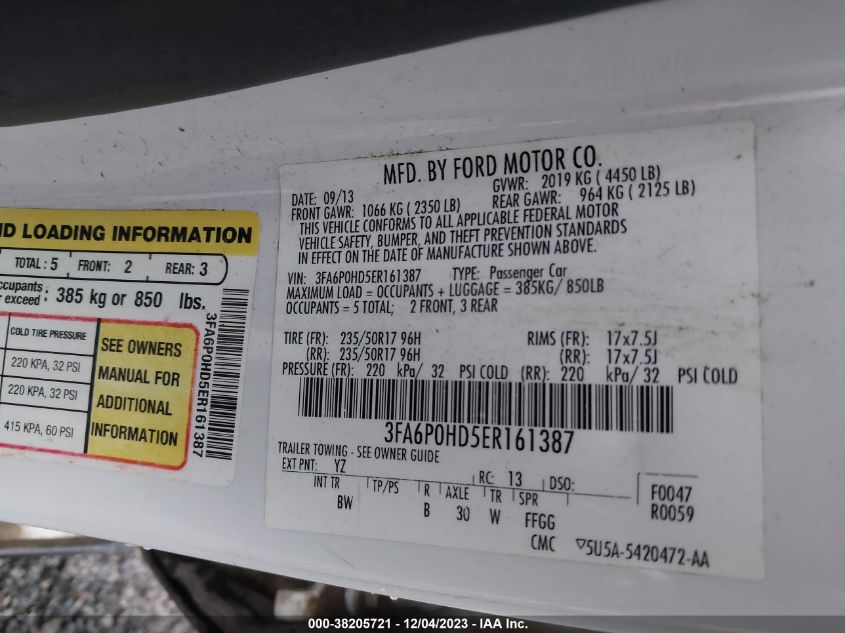 ND LOADING INFORMATION
TOTAL: 5 FRONT: 2 REAR: 3
ccupants:
r exceed: 385 kg or 850 lbs.
COLD TIRE PRESSURE
220 KPA, 32 PSI
220 KPA, 32 PSI
415 KPA, 60 PSI
SEE OWNERS
MANUAL FOR
ADDITIONAL
INFORMATION
3FA6P0HD5ER161387
MFD. BY FORD MOTOR CO.
DATE: 09/13 GVWR: 2019 KG ( 4450 LB)
FRONT GAWR: 1066 KG ( 2350 LB) REAR GAWR: 964 KG ( 2125 LB)
THIS VEHICLE CONFORMS TO ALL APPLICABLE FEDERAL MOTOR
VEHICLE SAFETY, BUMPER, AND THEFT PREVENTION STANDARDS
IN EFFECT ON THE DATE OF MANUFACTURE SHOWN ABOVE.
VIN: 3FA6P0HD5ER161387 TYPE: Passenger Car
MAXIMUM LOAD = OCCUPANTS + LUGGAGE = 385KG/ 850LB
OCCUPANTS = 5 TOTAL; 2 FRONT, 3 REAR
TIRE (FR): 235/50R17 96H RIMS (FR): 17x7.5J
(RR): 235/50R17 96H (RR): 17x7.5J
PRESSURE (FR): 220 kPa/ 32 PSI COLD (RR): 220 kPa/ 32 PSI COLD
3FA6P0HD5ER161387
TRAILER TOWING - SEE OWNER GUIDE
EXT PNT: YZ RC: 13 DSO:
INT TR TP/PS R AXLE TR SPR F0047
BW B 30 W FFGG R0059
CMC ▽5U5A-5420472-AA
000-38205721 - 12/04/2023 - IAA Inc.